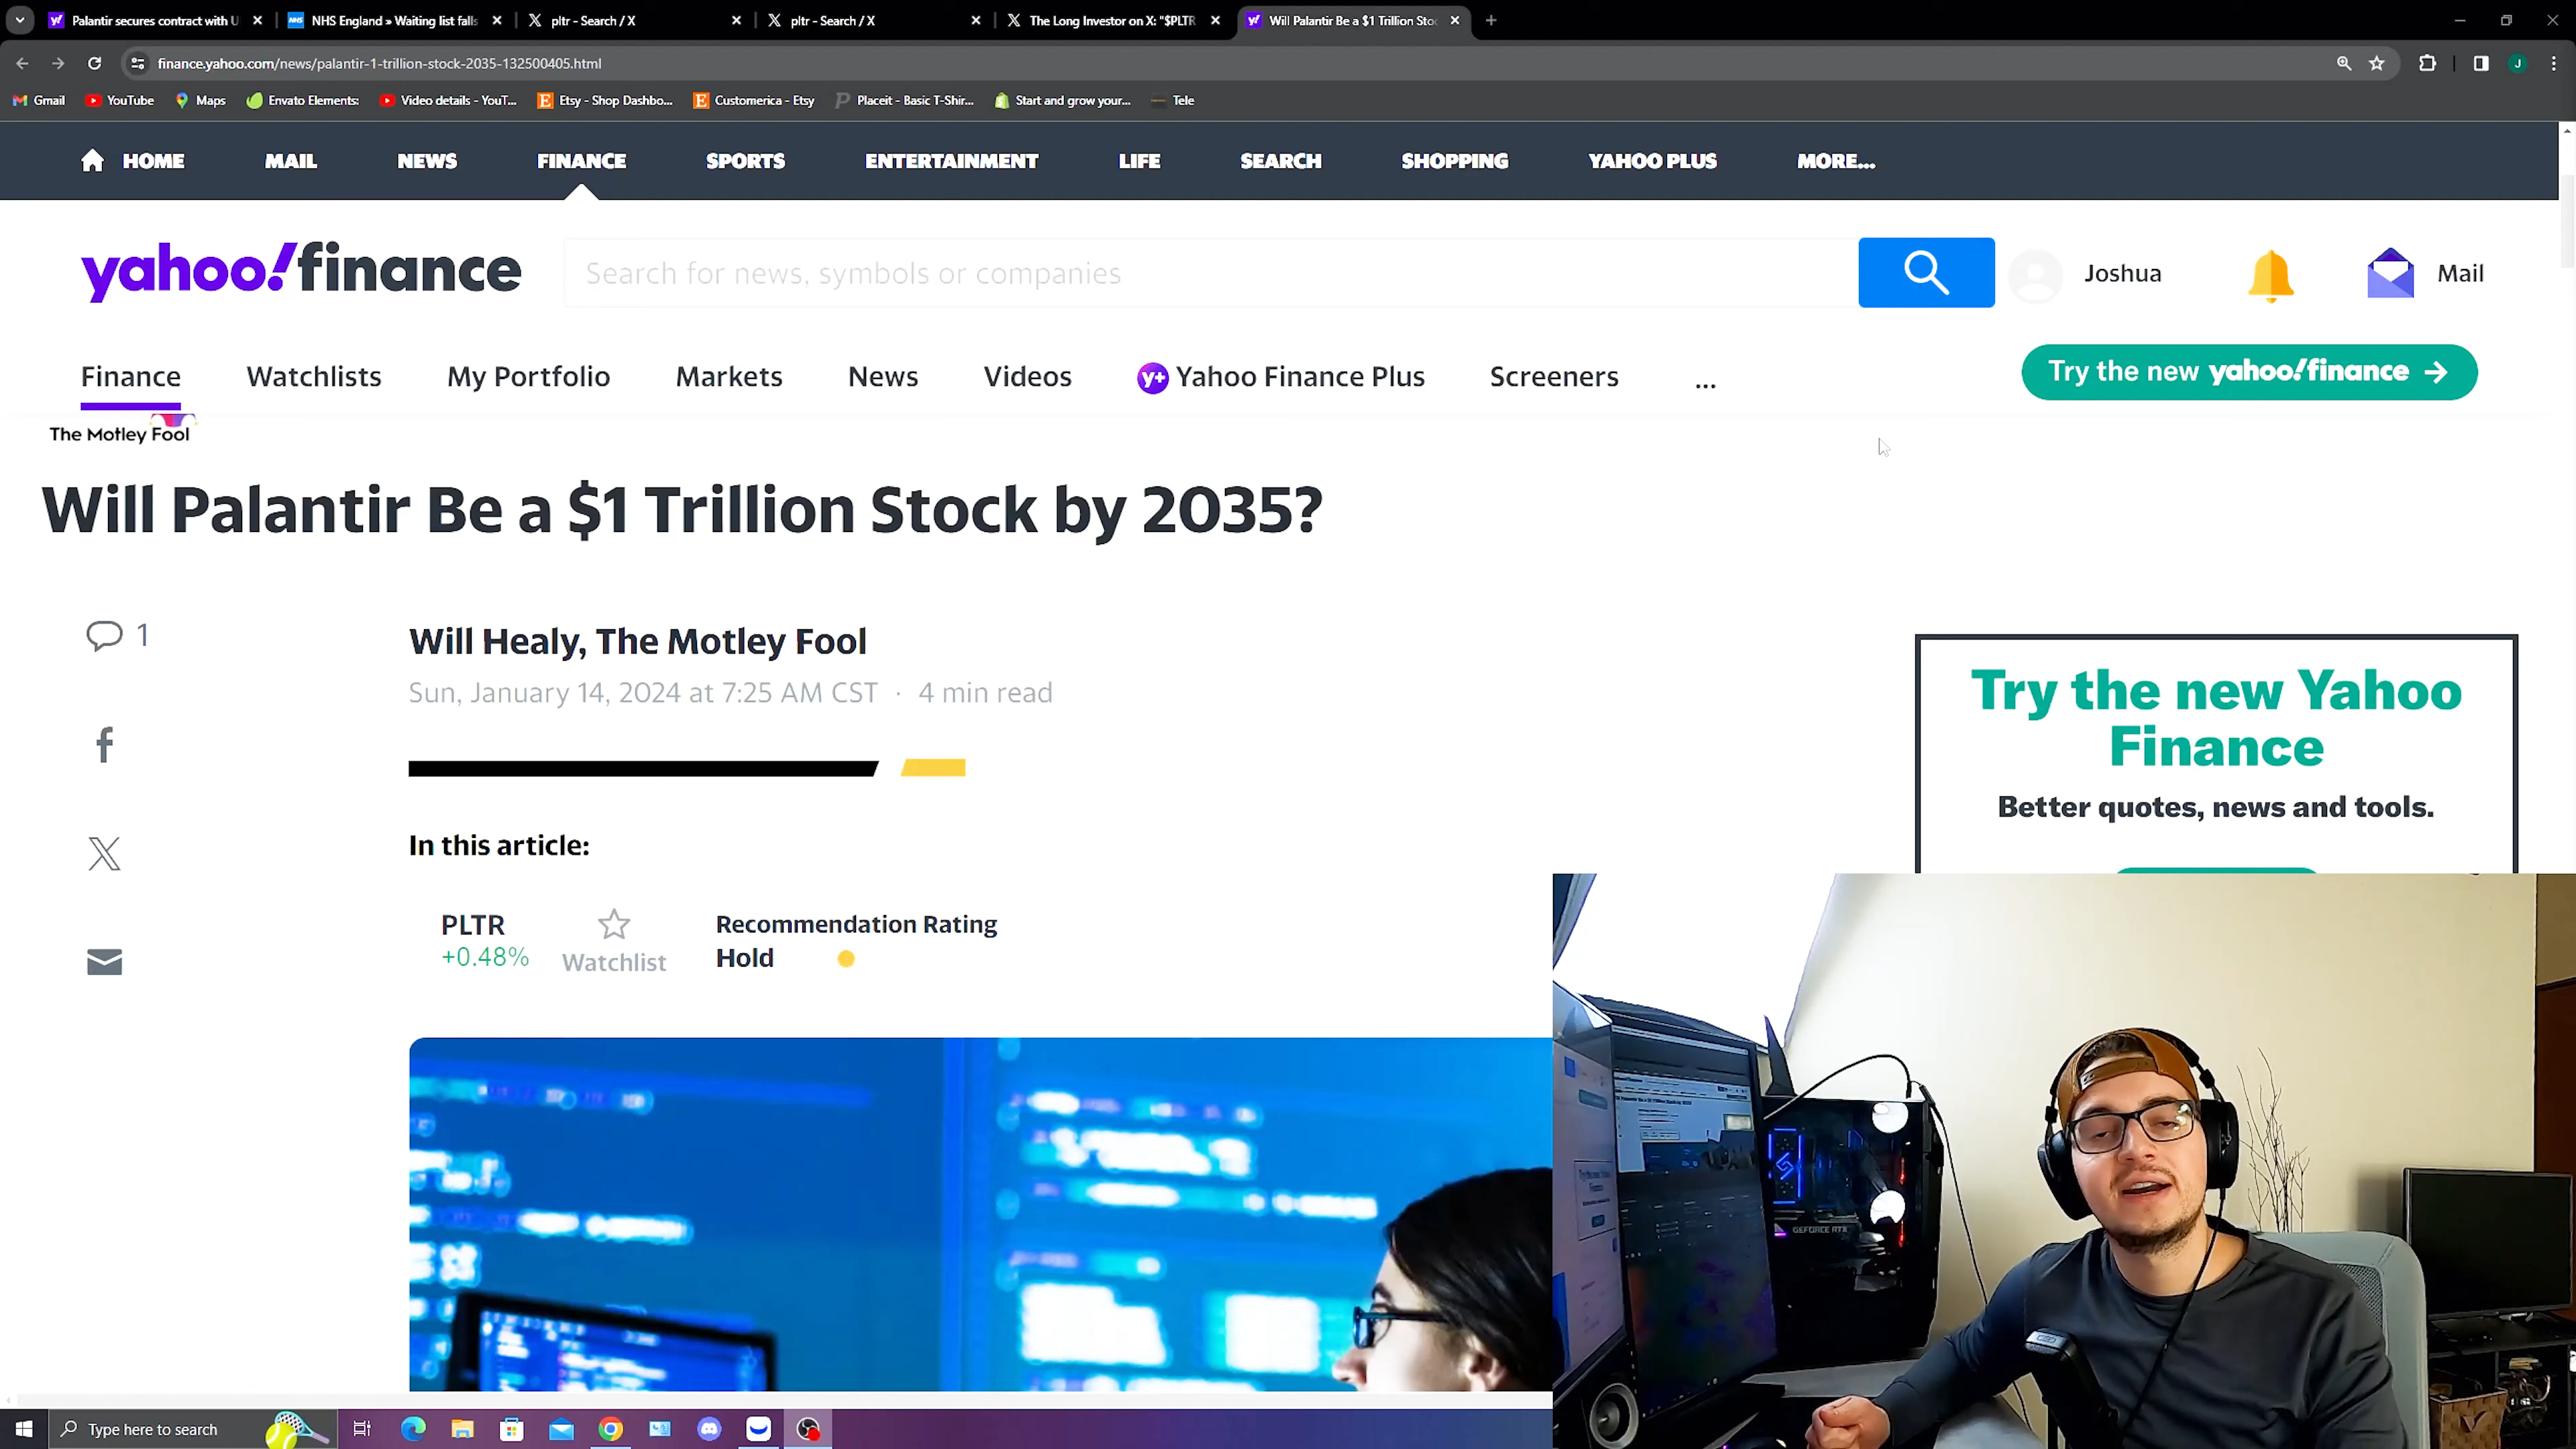 Palantir secures contract with U
NHS England » Waiting list falls
pltr - Search / X
pltr - Search / X
The Long Investor on X: "$PLTR
Will Palantir Be a $1 Trillion Sto
finance.yahoo.com/news/palantir-1-trillion-stock-2035-132500405.html
J
Gmail
YouTube
Maps
Envato Elements:
Video details - YouT...
Etsy - Shop Dashbo...
Customerica - Etsy
Placeit - Basic T-Shir...
Start and grow your...
Tele
HOME
MAIL
NEWS
FINANCE
SPORTS
ENTERTAINMENT
LIFE
SEARCH
SHOPPING
YAHOO PLUS
MORE...
yahoo!finance
Search for news, symbols or companies
Joshua
Mail
Finance
Watchlists
My Portfolio
Markets
News
Videos
y+ Yahoo Finance Plus
Screeners
...
Try the new yahoo!finance
The Motley Fool
Will Palantir Be a $1 Trillion Stock by 2035?
1
Will Healy, The Motley Fool
Sun, January 14, 2024 at 7:25 AM CST · 4 min read
Try the new Yahoo
Finance
Better quotes, news and tools.
In this article:
PLTR
+0.48%
Watchlist
Recommendation Rating
Hold
GEFORCE RTX
Type here to search